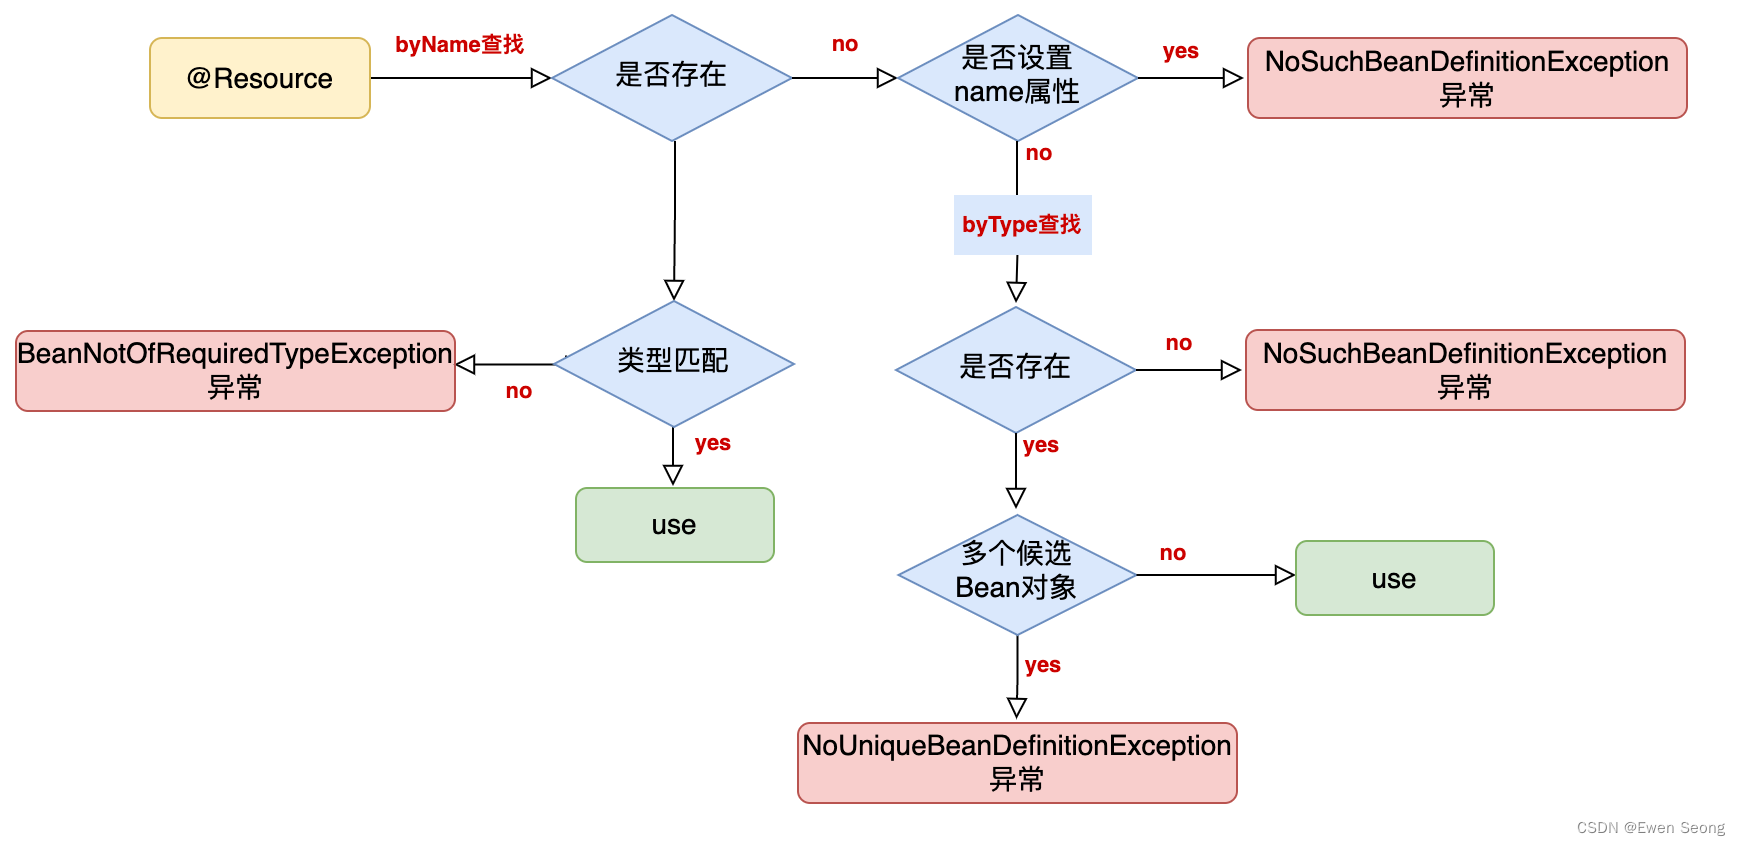 @Resource
byName查找
是否存在
no
是否设置
name属性
yes
NoSuchBeanDefinitionException
异常
no
byType查找
BeanNotOfRequiredTypeException
异常
no
类型匹配
yes
use
是否存在
no
NoSuchBeanDefinitionException
异常
yes
多个候选
Bean对象
no
use
yes
NoUniqueBeanDefinitionException
异常
CSDN @Ewen Seong